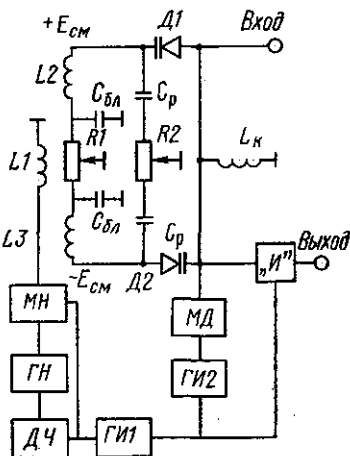 +Eсм
Д1
Вход
L2
Cбл
Cр
R1
R2
Lк
L1
Cбл
Cр
L3
-Eсм
Д2
„И"
Выход
МН
МД
ГН
ГИ2
ДЧ
ГИ1